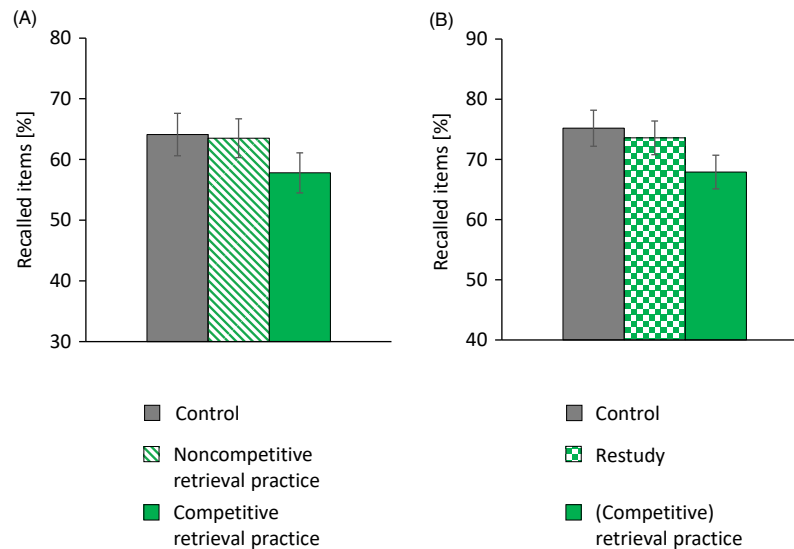 (A)
Recalled items [%]
80
70
60
50
40
30
Control
Noncompetitive
retrieval practice
Competitive
retrieval practice
(B)
Recalled items [%]
90
80
70
60
50
40
Control
Restudy
(Competitive)
retrieval practice